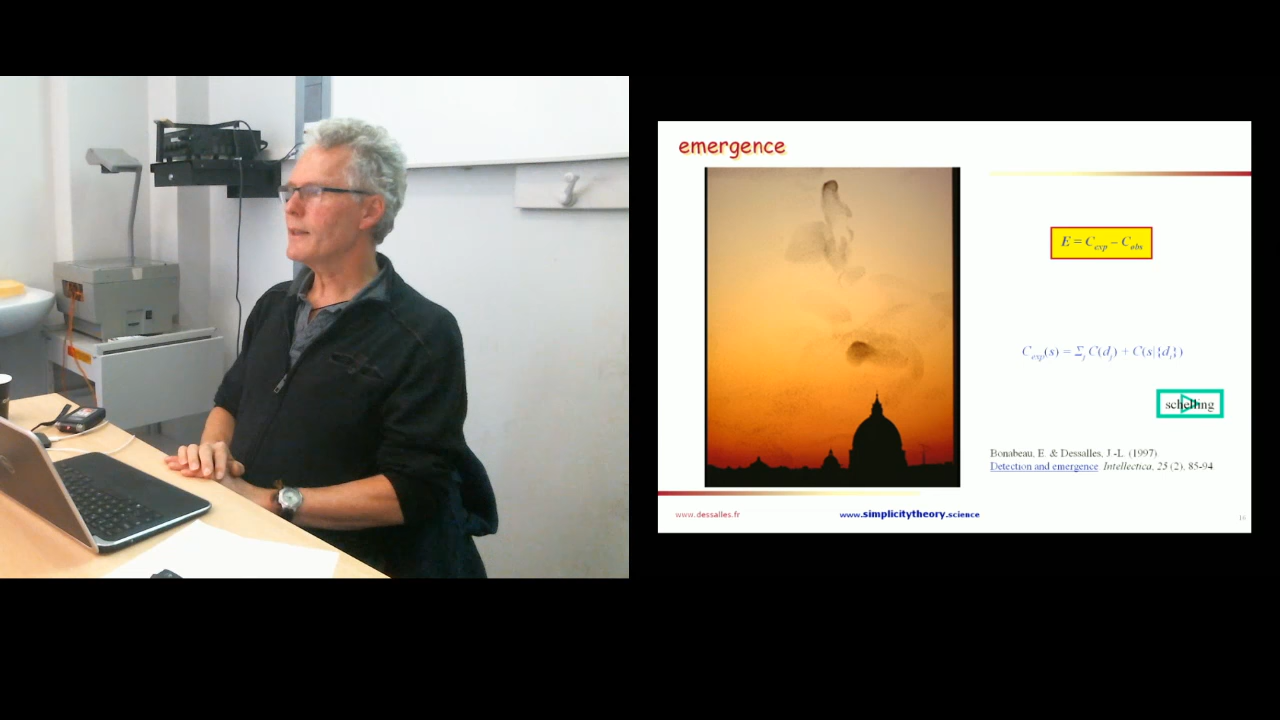 emergence
E = C_exp – C_obs
C_exp(s) = Σ_j C(d_j) + C(s|{d_j})
schelling
Bonabeau, E. & Dessalles, J.-L. (1997)
Detection and emergence. Intellectica, 25 (2), 85-94
www.dessalles.fr
www.simplicitytheory.science
16